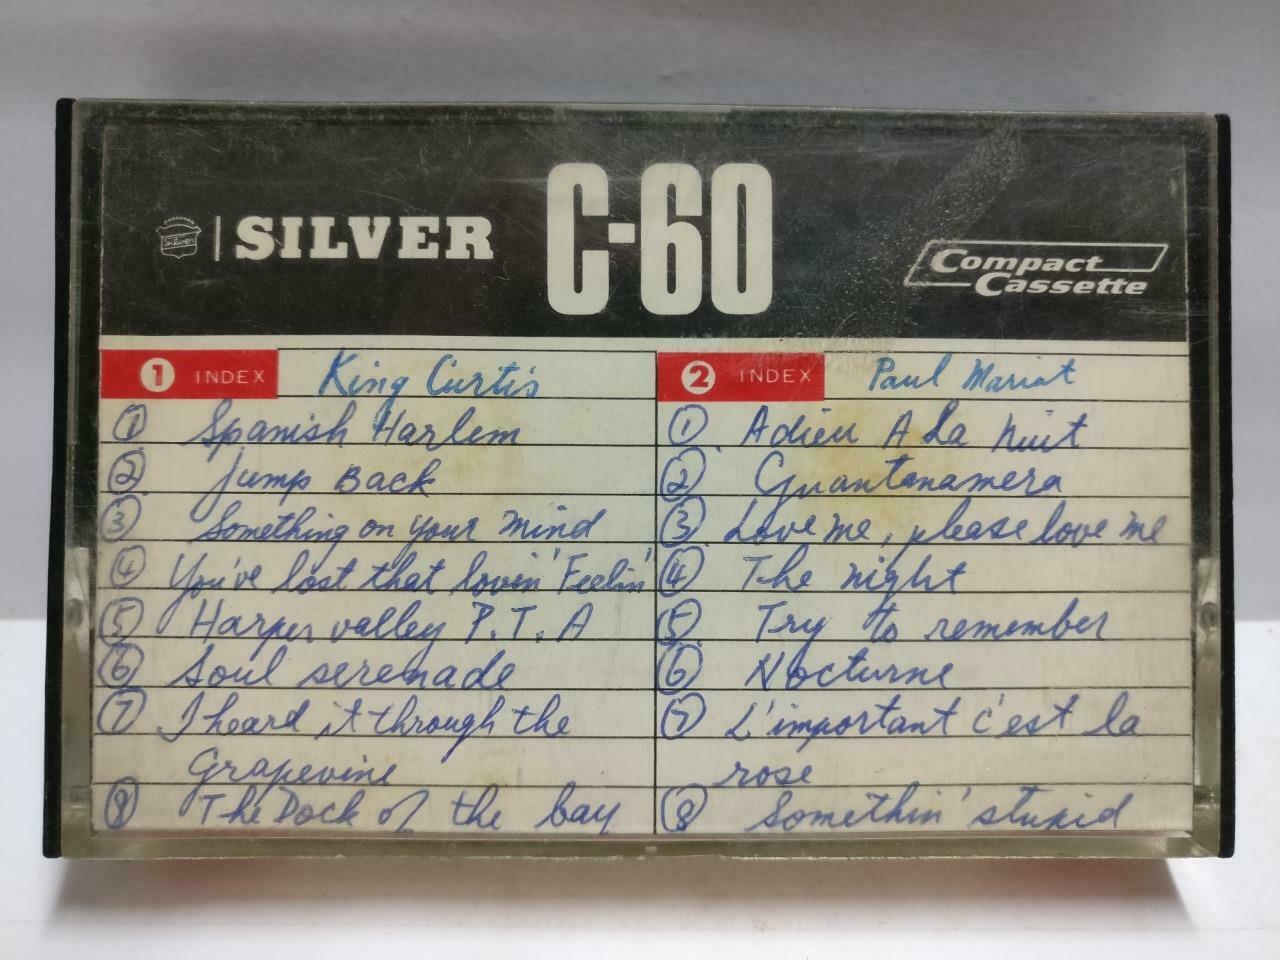 Silver
SILVER
C-60
Compact
Cassette
1 INDEX King Curtis
① Spanish Harlem
② Jump Back
③ Something on your mind
④ You've lost that lovin' Feelin'
⑤ Harper valley P.T.A
⑥ Soul serenade
⑦ I heard it through the
Grapevine
⑧ The Dock of the bay
2 INDEX Paul Mariat
① Adieu A La Nuit
② Guantanamera
③ Love me, please love me
④ The night
⑤ Try to remember
⑥ Nocturne
⑦ L'important c'est la
rose
⑧ Somethin' stupid